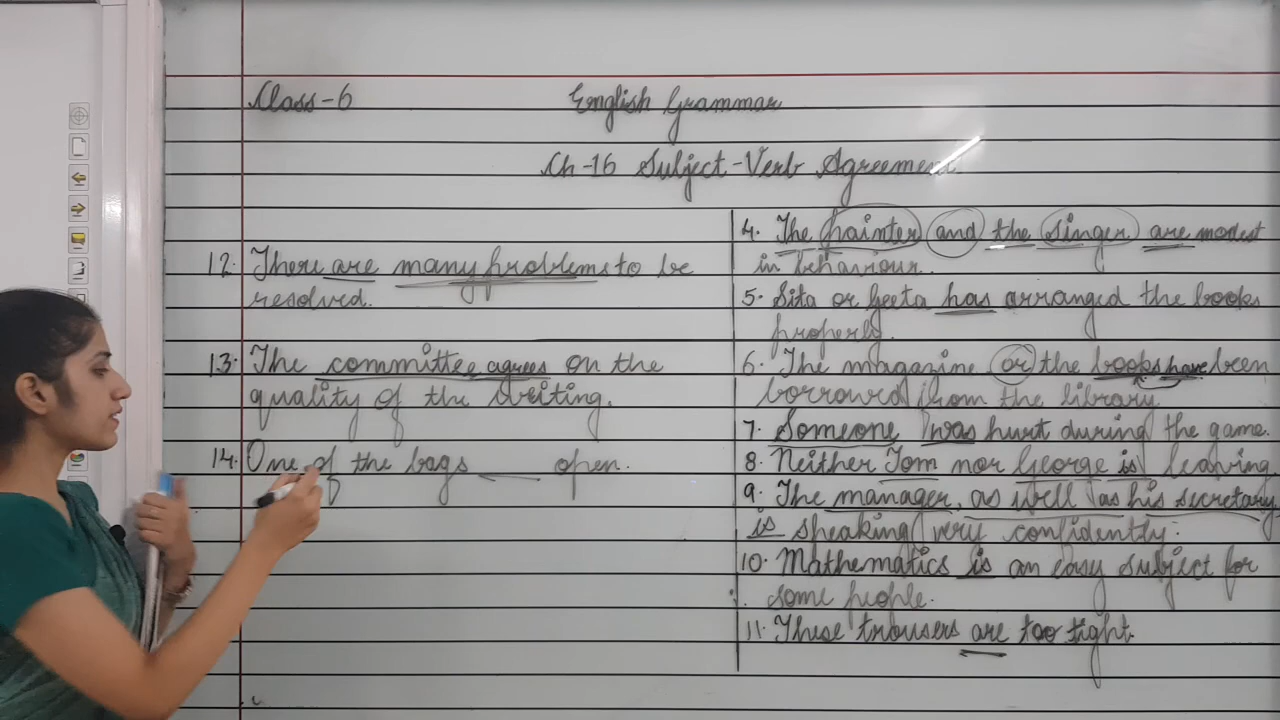 Class-6
English Grammar
Ch-16 Subject-Verb Agreement
12. There are many problems to be
resolved.
13. The committee agrees on the
quality of the writing.
14. One of the bags ____ open.
4. The painter and the singer are modest
in behaviour.
5. Sita or Geeta has arranged the books
properly.
6. The magazine or the books have been
borrowed from the library.
7. Someone was hurt during the game.
8. Neither Tom nor George is leaving.
9. The manager, as well as his secretary,
is speaking very confidently.
10. Mathematics is an easy subject for
some people.
11. These trousers are too tight.